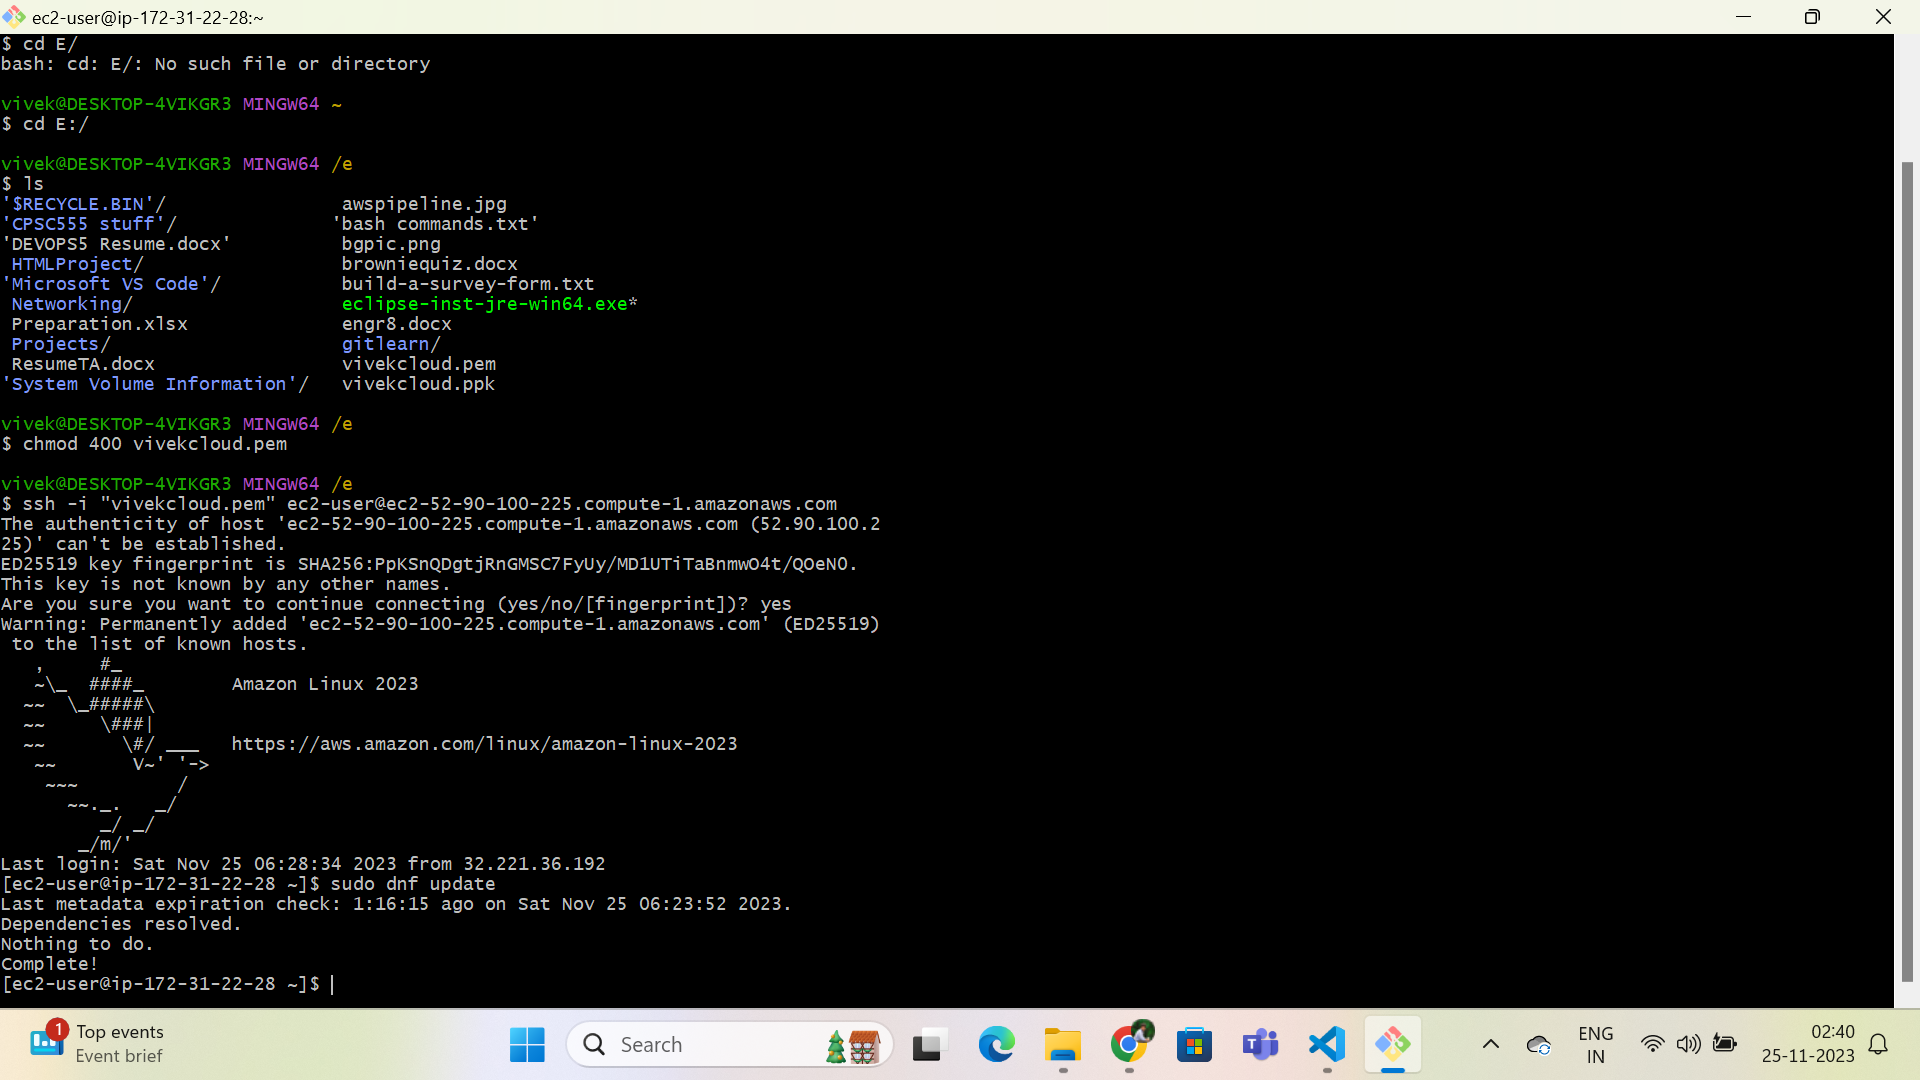 ec2-user@ip-172-31-22-28:~
$ cd E/
bash: cd: E/: No such file or directory
vivek@DESKTOP-4VIKGR3 MINGW64 ~
$ cd E:/
vivek@DESKTOP-4VIKGR3 MINGW64 /e
$ ls
'$RECYCLE.BIN'/                awspipeline.jpg
'CPSC555 stuff'/              'bash commands.txt'
'DEVOPS5 Resume.docx'          bgpic.png
 HTMLProject/                  browniequiz.docx
'Microsoft VS Code'/           build-a-survey-form.txt
 Networking/                   eclipse-inst-jre-win64.exe*
 Preparation.xlsx              engr8.docx
 Projects/                     gitlearn/
 ResumeTA.docx                 vivekcloud.pem
'System Volume Information'/   vivekcloud.ppk
vivek@DESKTOP-4VIKGR3 MINGW64 /e
$ chmod 400 vivekcloud.pem
vivek@DESKTOP-4VIKGR3 MINGW64 /e
$ ssh -i "vivekcloud.pem" ec2-user@ec2-52-90-100-225.compute-1.amazonaws.com
The authenticity of host 'ec2-52-90-100-225.compute-1.amazonaws.com (52.90.100.2
25)' can't be established.
ED25519 key fingerprint is SHA256:PpKSnQDgtjRnGMSC7FyUy/MD1UTiTaBnmwO4t/QOeN0.
This key is not known by any other names.
Are you sure you want to continue connecting (yes/no/[fingerprint])? yes
Warning: Permanently added 'ec2-52-90-100-225.compute-1.amazonaws.com' (ED25519)
 to the list of known hosts.
   ,     #_
   ~\_  ####_        Amazon Linux 2023
  ~~  \_#####\
  ~~     \###|
  ~~       \#/ ___   https://aws.amazon.com/linux/amazon-linux-2023
   ~~       V~' '->
    ~~~         /
      ~~._.   _/
         _/ _/
       _/m/'
Last login: Sat Nov 25 06:28:34 2023 from 32.221.36.192
[ec2-user@ip-172-31-22-28 ~]$ sudo dnf update
Last metadata expiration check: 1:16:15 ago on Sat Nov 25 06:23:52 2023.
Dependencies resolved.
Nothing to do.
Complete!
[ec2-user@ip-172-31-22-28 ~]$
1
Top events
Event brief
Search
ENG
IN
02:40
25-11-2023